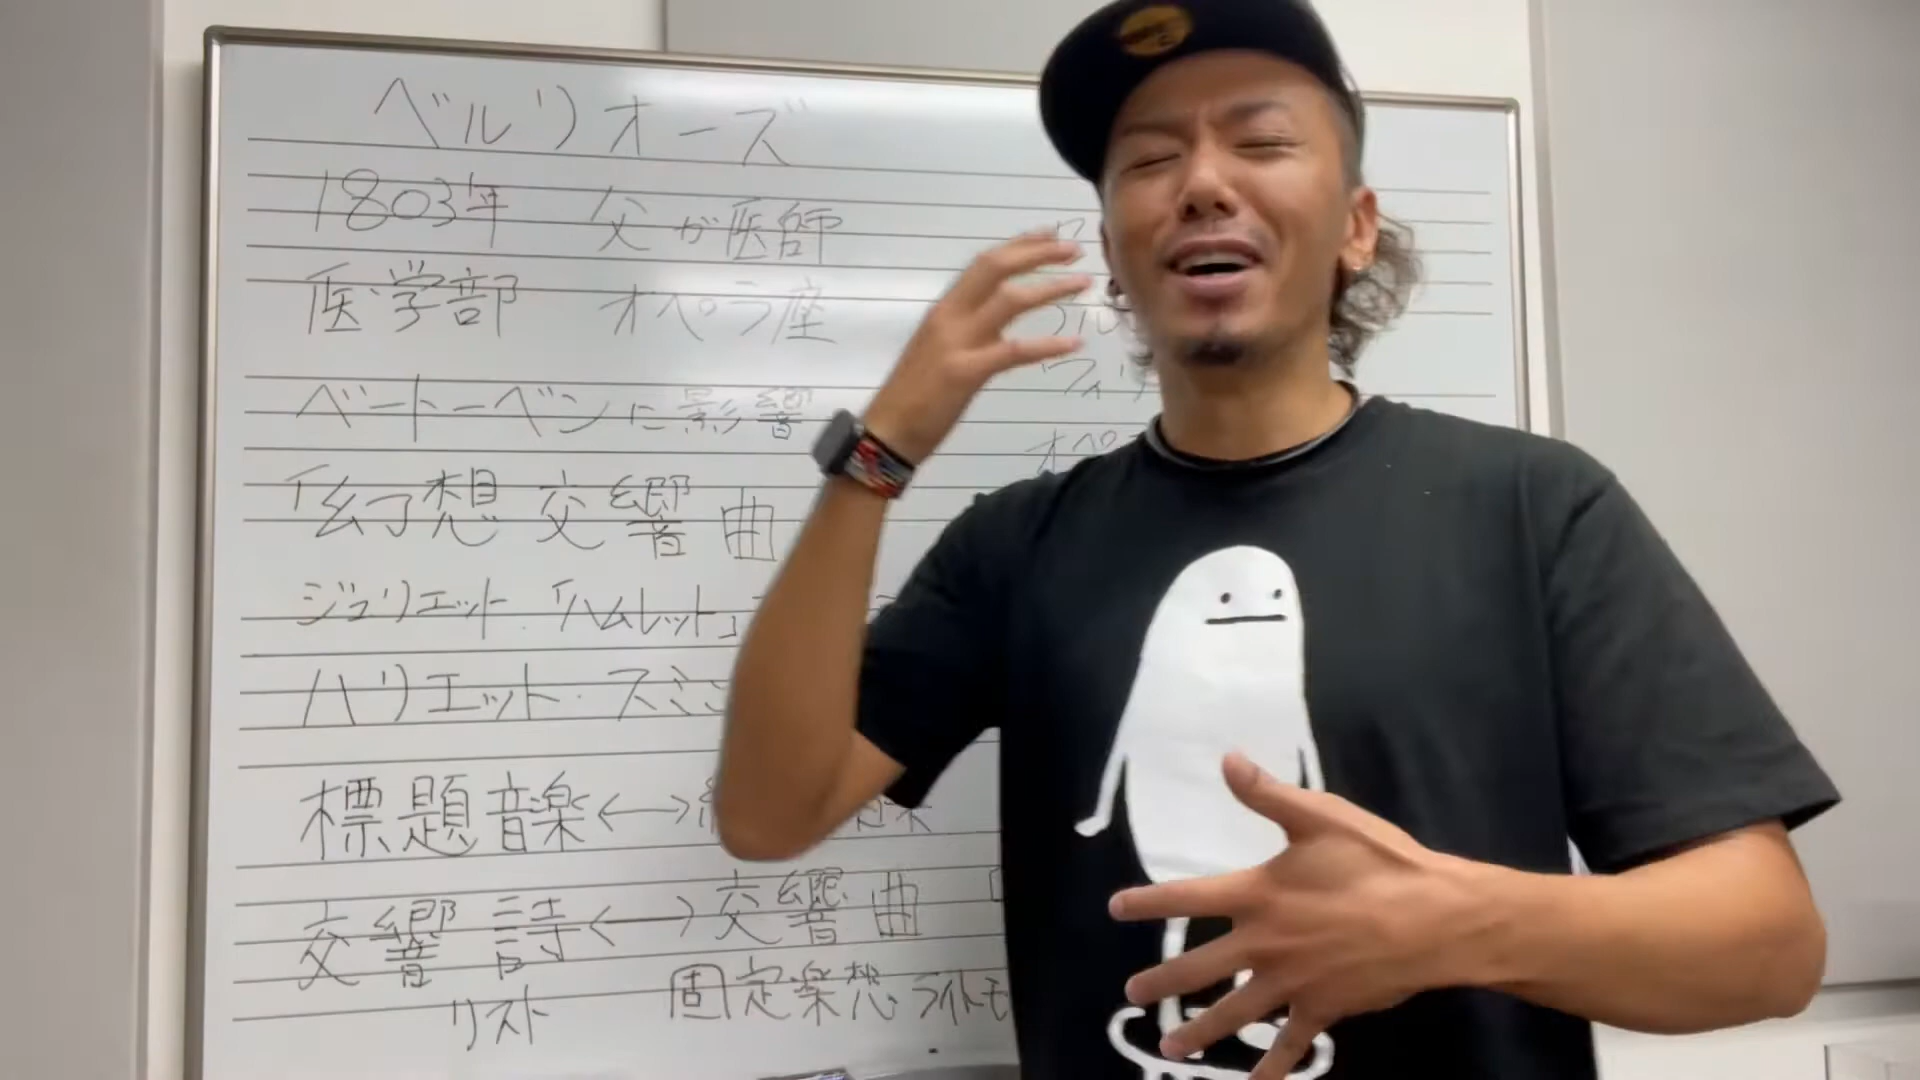 ベルリオーズ
1803年 父が医師
医学部 オペラ座
ベートーベンに影響
「幻想交響曲
ジュリエット 「ハムレット」
ハリエット・スミソ
標題音楽⟷
交響詩⟷交響曲
リスト 固定楽想 ライトモ
オペ